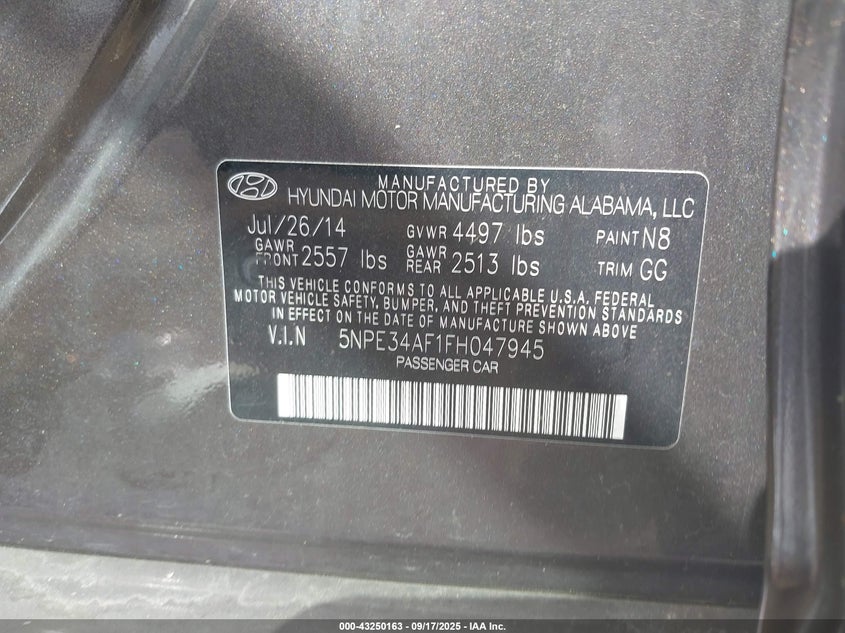 MANUFACTURED BY
HYUNDAI MOTOR MANUFACTURING ALABAMA, LLC
Jul/26/14 GVWR 4497 lbs PAINT N8
GAWR FRONT 2557 lbs GAWR REAR 2513 lbs TRIM GG
THIS VEHICLE CONFORMS TO ALL APPLICABLE U.S.A. FEDERAL
MOTOR VEHICLE SAFETY, BUMPER, AND THEFT PREVENTION STANDARDS
IN EFFECT ON THE DATE OF MANUFACTURE SHOWN ABOVE.
V.I.N 5NPE34AF1FH047945
PASSENGER CAR
000-43250163 - 09/17/2025 - IAA Inc.